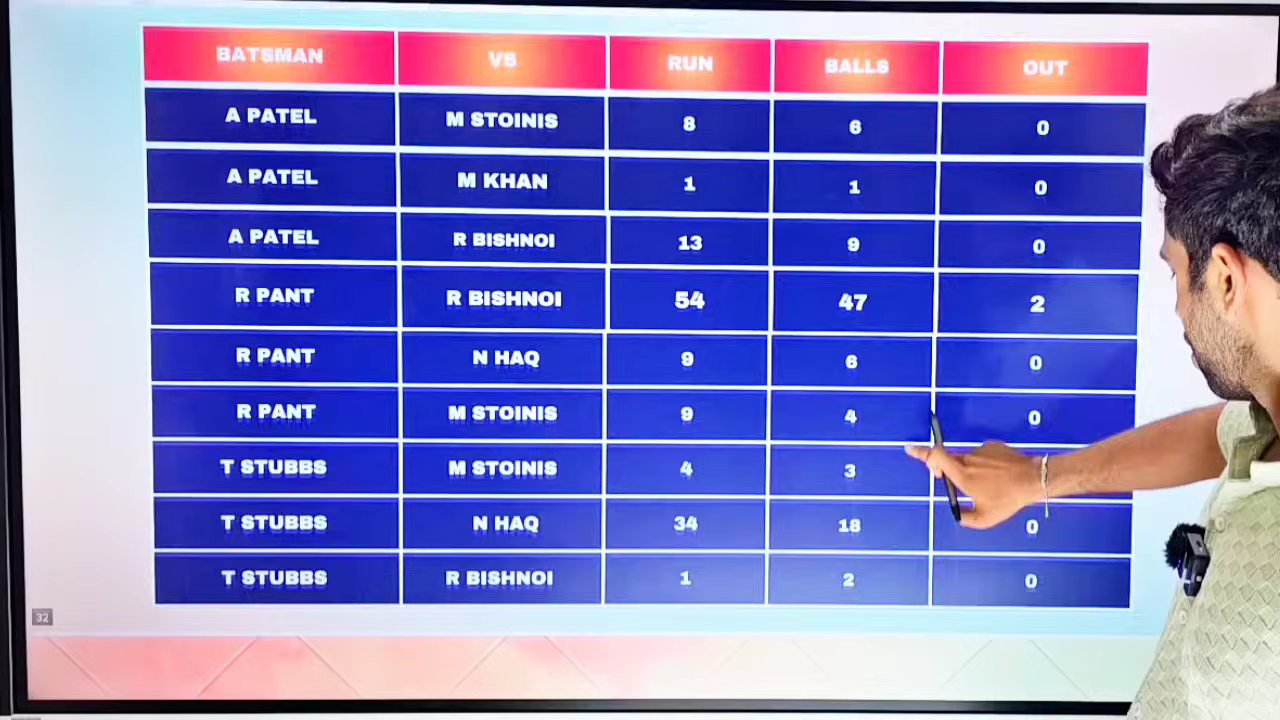 BATSMAN VS RUN BALLS OUT
A PATEL M STOINIS 8 6 0
A PATEL M KHAN 1 1 0
A PATEL R BISHNOI 13 9 0
R PANT R BISHNOI 54 47 2
R PANT N HAQ 9 6 0
R PANT M STOINIS 9 4 0
T STUBBS M STOINIS 4 3
T STUBBS N HAQ 34 18 0
T STUBBS R BISHNOI 1 2 0
32